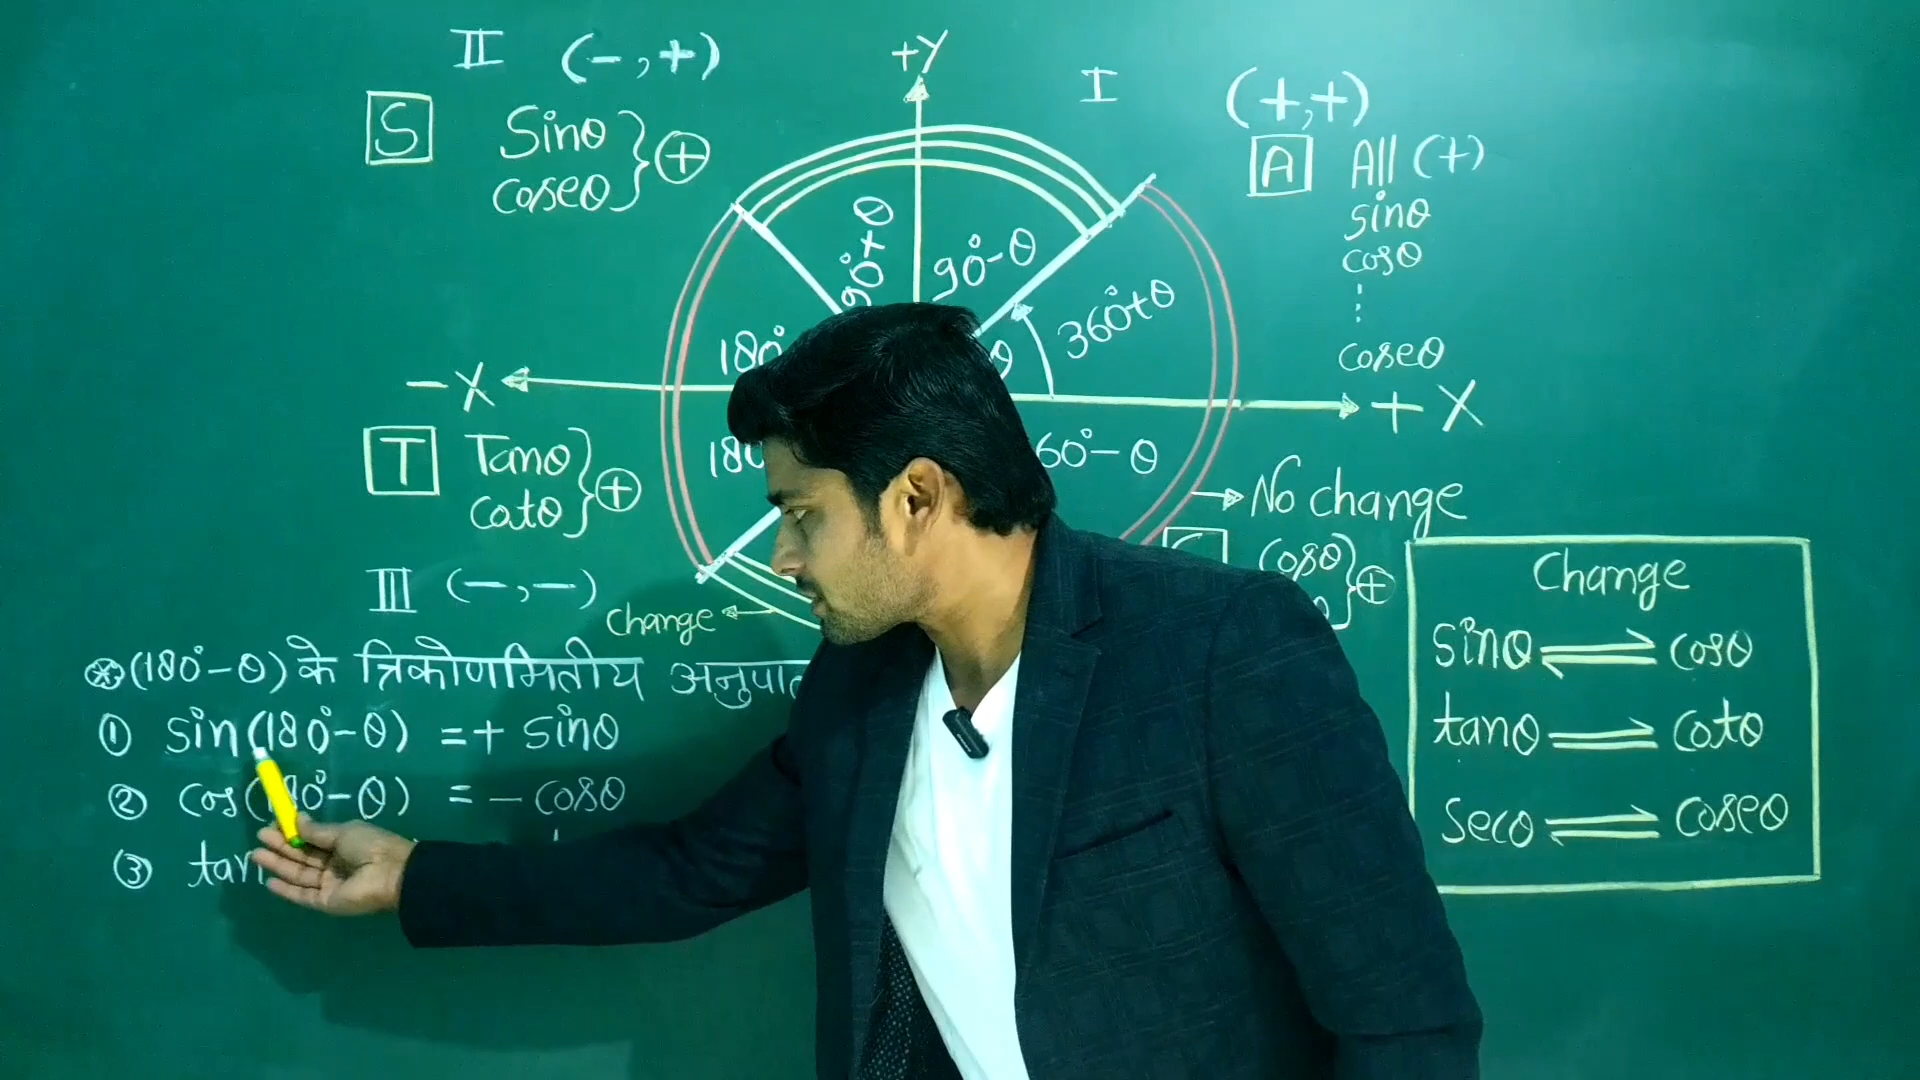 II (-,+)
S Sinθ
cosecθ } ⊕
+Y
I (+,+)
A All (+)
sinθ
cosθ
⋮
cosecθ
90°+θ
90°-θ
360°+θ
180°
θ
-X
+X
T Tanθ
cotθ } ⊕
180
60°-θ
→ No change
III (-,-)
Change ←
cosθ
θ } ⊕
Change
sinθ ⇌ cosθ
tanθ ⇌ cotθ
secθ ⇌ cosecθ
⊛ (180°-θ) के त्रिकोणमितीय अनुपात
① sin(180°-θ) = + sinθ
② cos(180°-θ) = - cosθ
③ tan